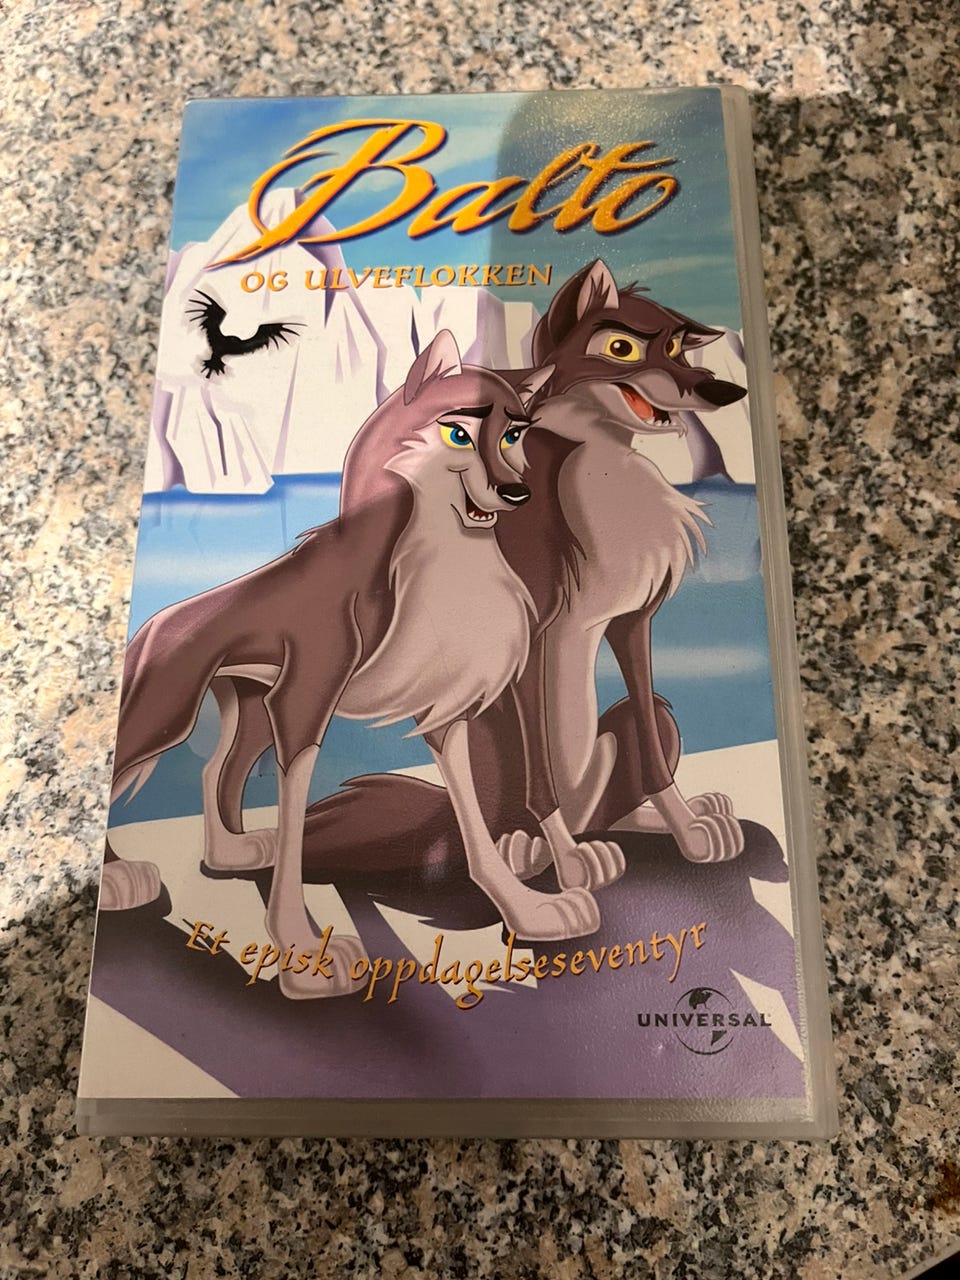 Balto
OG ULVEFLOKKEN
Et episk oppdagelseseventyr
UNIVERSAL